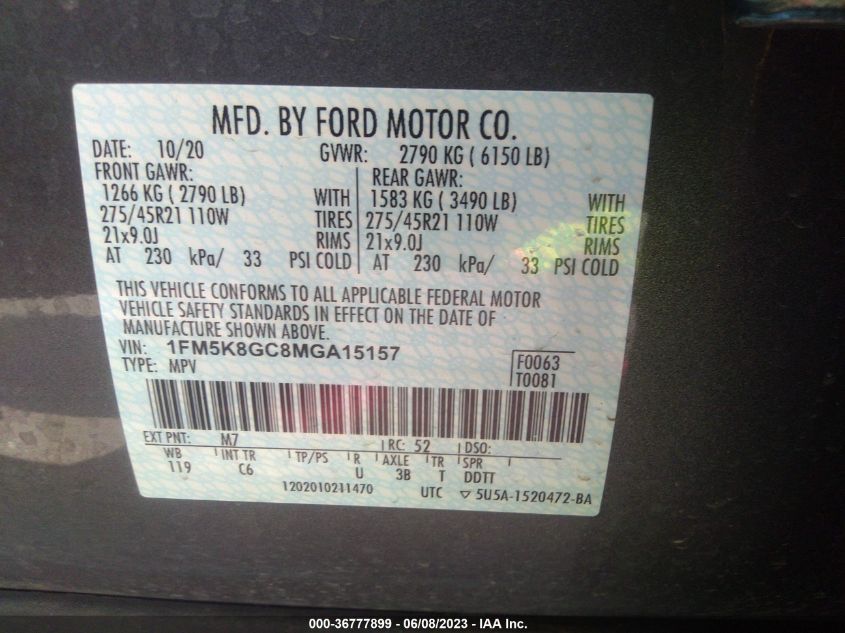 MFD. BY FORD MOTOR CO.
DATE: 10/20 GVWR: 2790 KG ( 6150 LB)
FRONT GAWR: REAR GAWR:
1266 KG ( 2790 LB) WITH 1583 KG ( 3490 LB) WITH
275/45R21 110W TIRES 275/45R21 110W TIRES
21x9.0J RIMS 21x9.0J RIMS
AT 230 kPa/ 33 PSI COLD AT 230 kPa/ 33 PSI COLD
THIS VEHICLE CONFORMS TO ALL APPLICABLE FEDERAL MOTOR
VEHICLE SAFETY STANDARDS IN EFFECT ON THE DATE OF
MANUFACTURE SHOWN ABOVE.
VIN: 1FM5K8GC8MGA15157 F0063
TYPE: MPV T0081
EXT PNT: M7 RC: 52 DSO:
WB INT TR TP/PS R AXLE TR SPR
119 C6 U 3B T DDTT
1202010211470 UTC ▽ 5U5A-1520472-BA
000-36777899 - 06/08/2023 - IAA Inc.